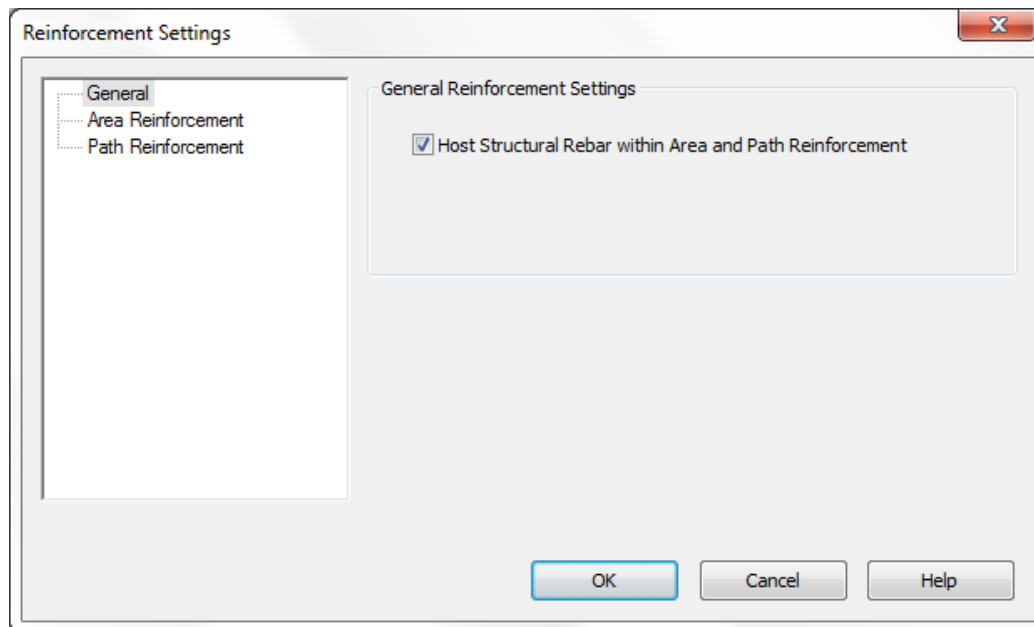 Reinforcement Settings
General
Area Reinforcement
Path Reinforcement
General Reinforcement Settings
Host Structural Rebar within Area and Path Reinforcement
OK
Cancel
Help